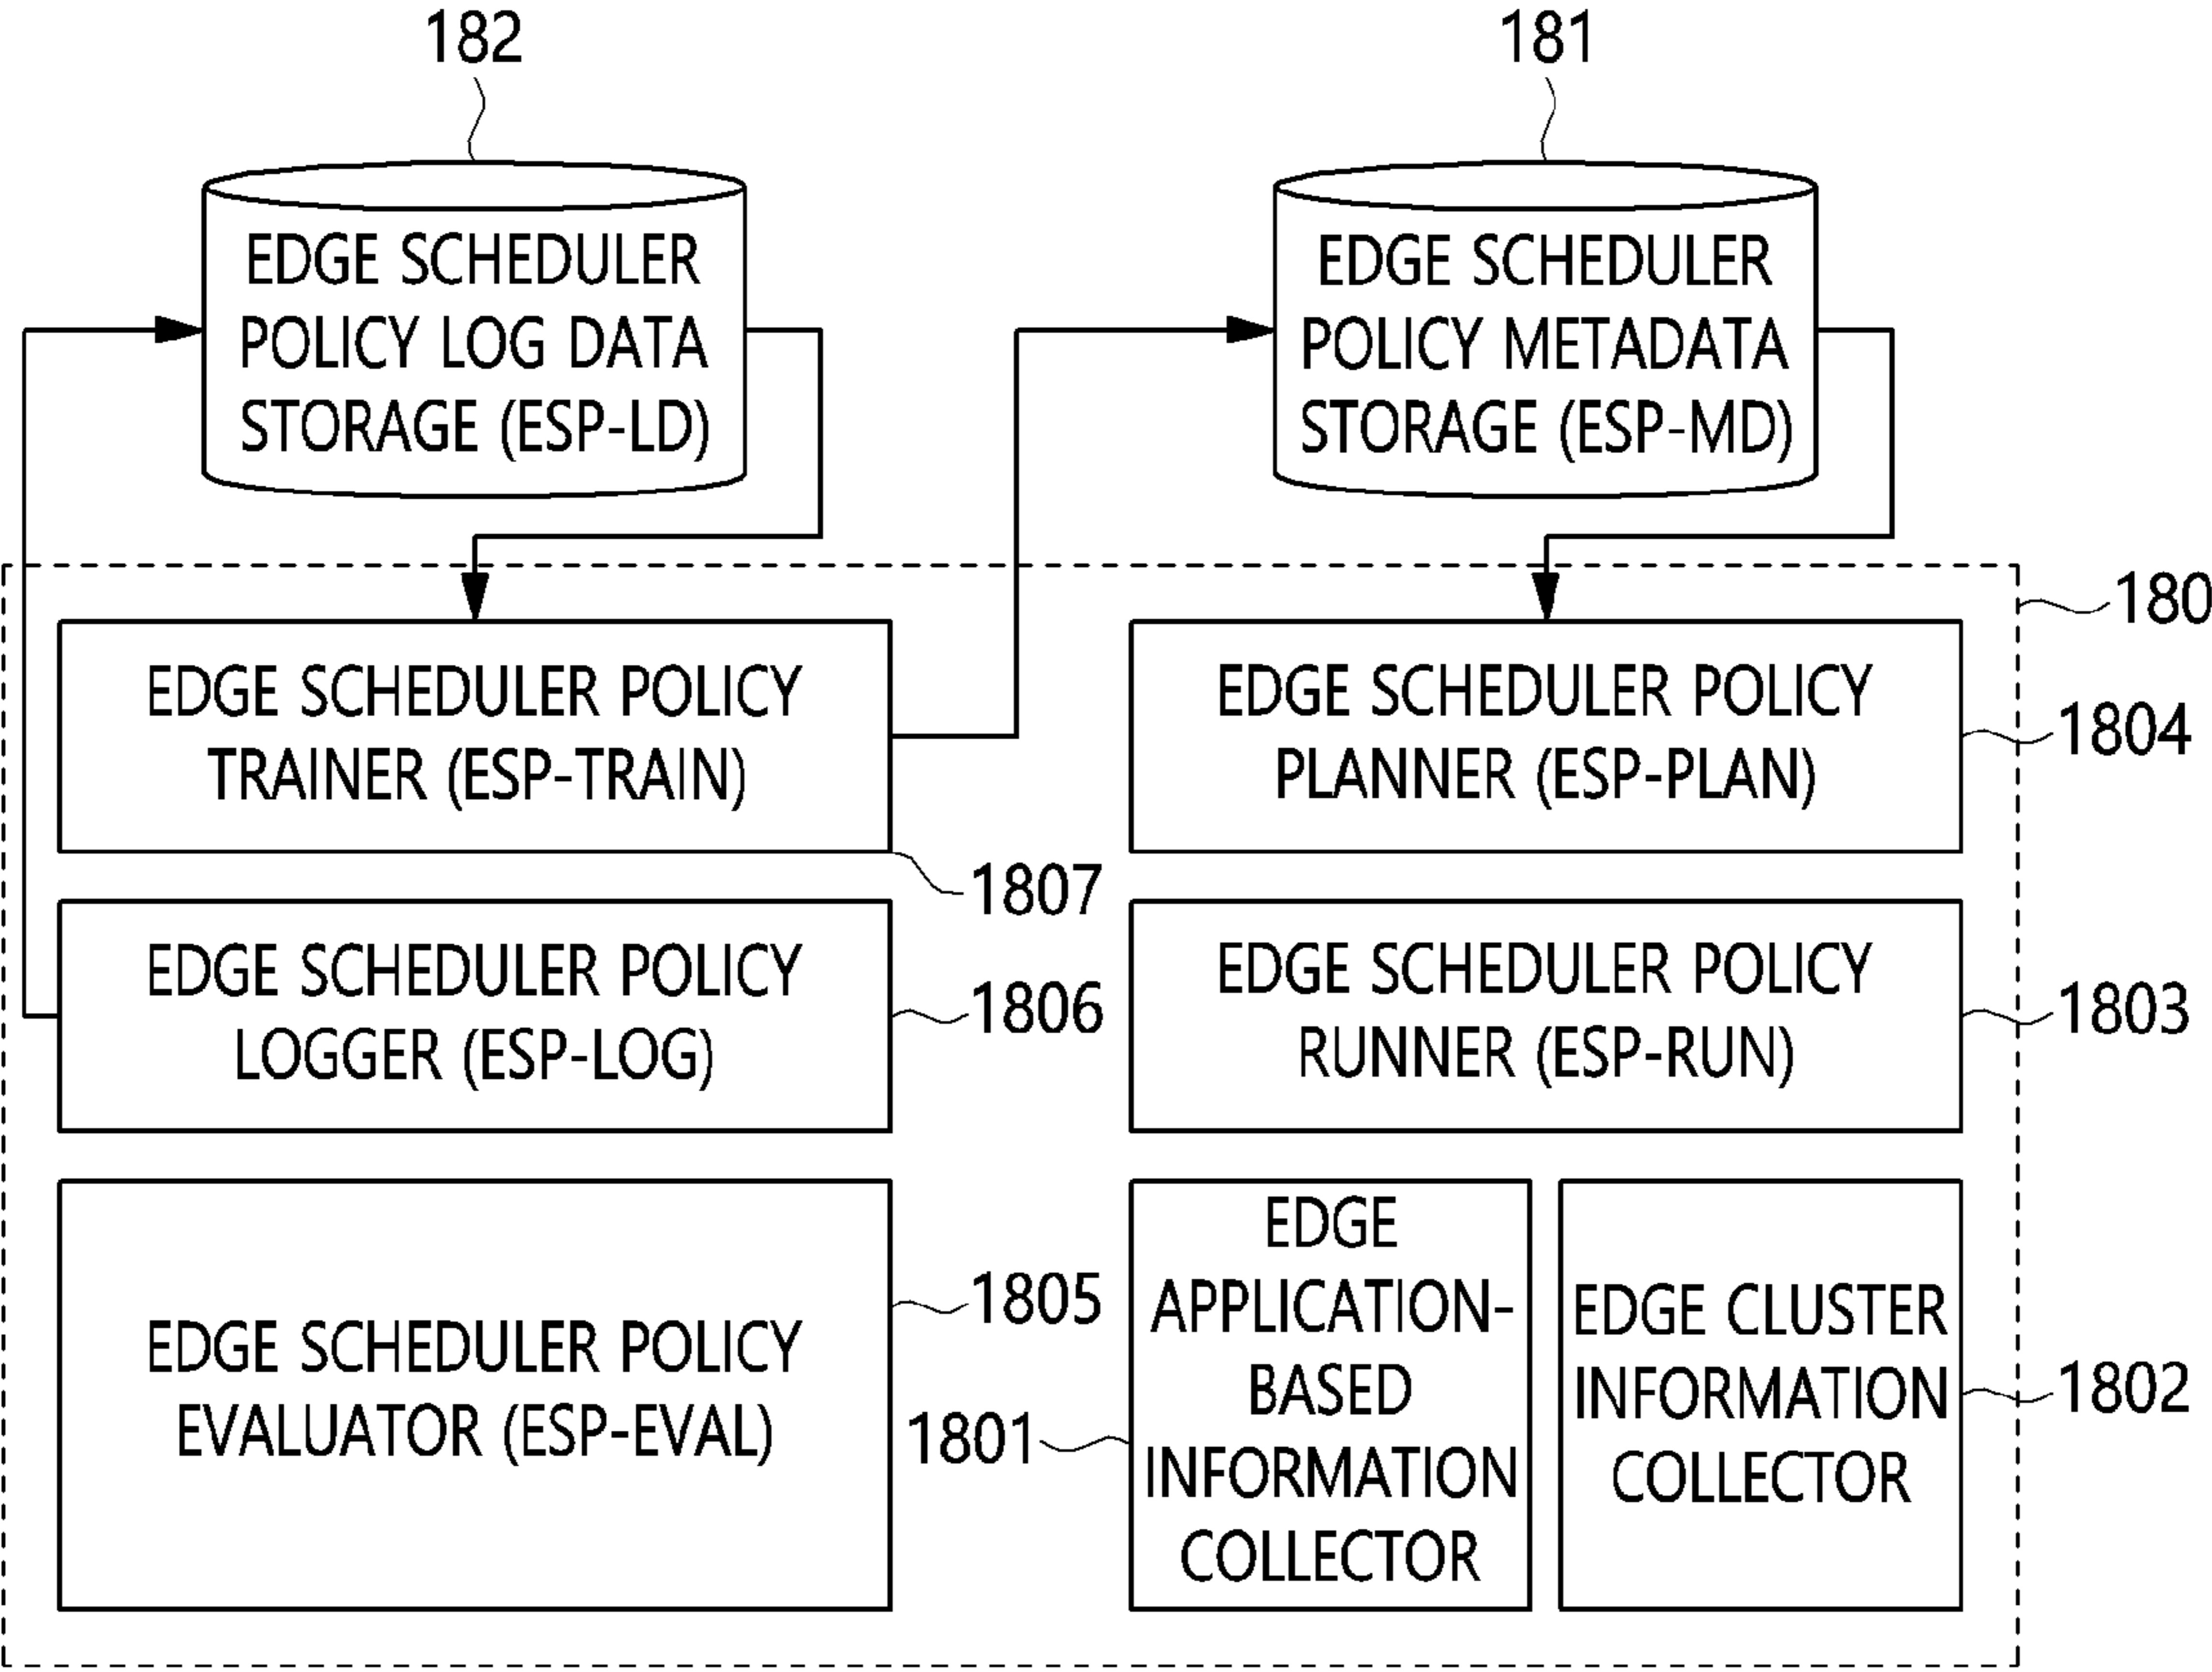 182
181
EDGE SCHEDULER
POLICY LOG DATA
STORAGE (ESP-LD)
EDGE SCHEDULER
POLICY METADATA
STORAGE (ESP-MD)
180
EDGE SCHEDULER POLICY
TRAINER (ESP-TRAIN)
1807
EDGE SCHEDULER POLICY
PLANNER (ESP-PLAN)
1804
EDGE SCHEDULER POLICY
LOGGER (ESP-LOG)
1806
EDGE SCHEDULER POLICY
RUNNER (ESP-RUN)
1803
EDGE SCHEDULER POLICY
EVALUATOR (ESP-EVAL)
1805
1801
EDGE
APPLICATION-
BASED
INFORMATION
COLLECTOR
EDGE CLUSTER
INFORMATION
COLLECTOR
1802